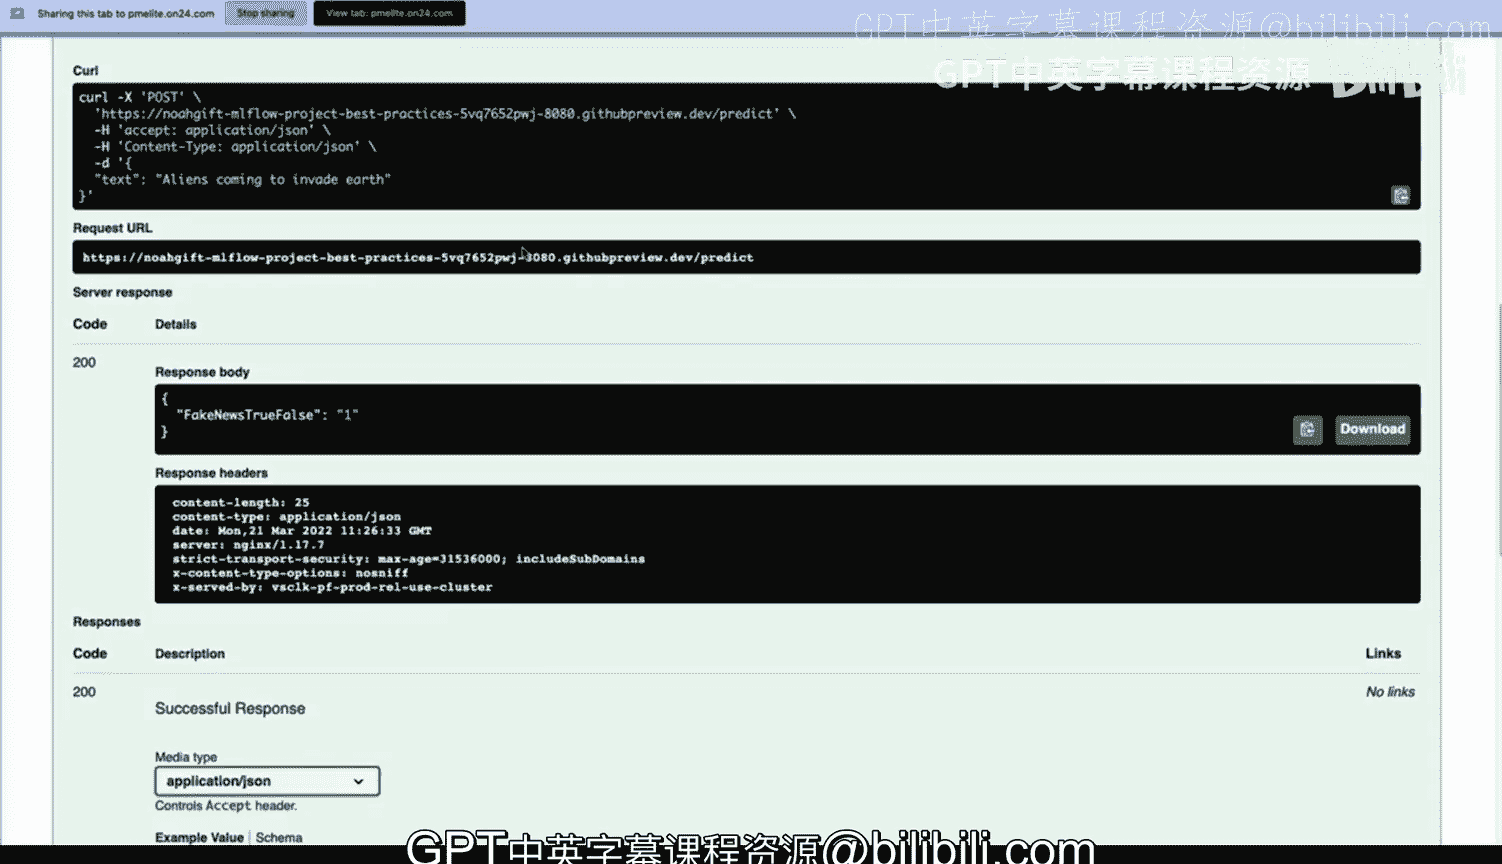 Sharing this tab to pmelite.on24.com
Stop sharing
View tab: pmelite.on24.com
GPT中英字幕课程资源@bilibili.com
GPT中英字幕课程资源
Curl
curl -X 'POST' \
'https://noahgift-mlflow-project-best-practices-5vq7652pwj-8080.githubpreview.dev/predict' \
-H 'accept: application/json' \
-H 'Content-Type: application/json' \
-d '{
"text": "Aliens coming to invade earth"
}'
Request URL
https://noahgift-mlflow-project-best-practices-5vq7652pwj-8080.githubpreview.dev/predict
Server response
Code Details
200
Response body
{
"FakeNewsTrueFalse": "1"
}
Download
Response headers
content-length: 25
content-type: application/json
date: Mon,21 Mar 2022 11:26:33 GMT
server: nginx/1.17.7
strict-transport-security: max-age=31536000; includeSubDomains
x-content-type-options: nosniff
x-served-by: vsclk-pf-prod-rel-use-cluster
Responses
Code Description Links
200 No links
Successful Response
Media type
application/json
Controls Accept header.
Example Value Schema
GPT中英字幕课程资源@bilibili.com